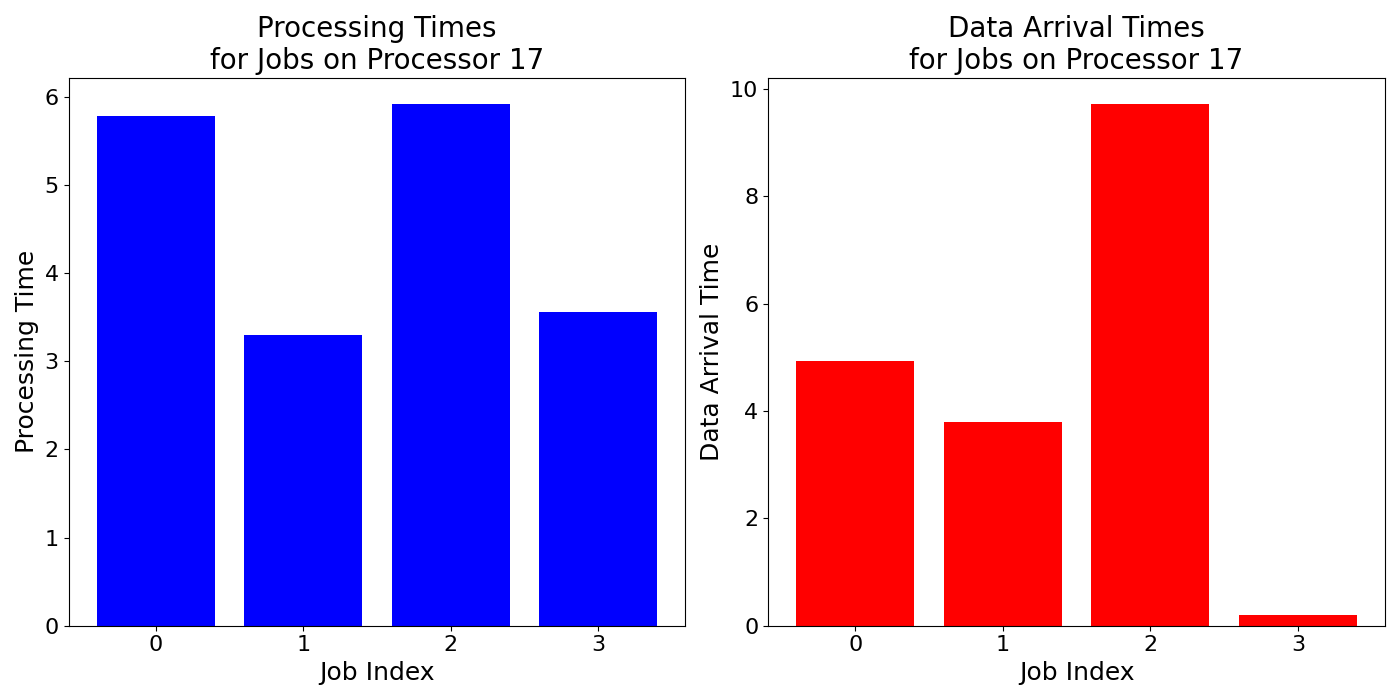 Processing Times
for Jobs on Processor 17
6
5
4
3
2
1
0
Processing Time
0 1 2 3
Job Index
Data Arrival Times
for Jobs on Processor 17
10
8
6
4
2
0
Data Arrival Time
0 1 2 3
Job Index